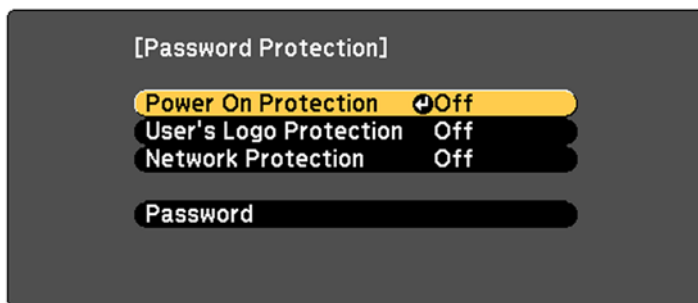 [Password Protection]
Power On Protection Off
User's Logo Protection Off
Network Protection Off
Password